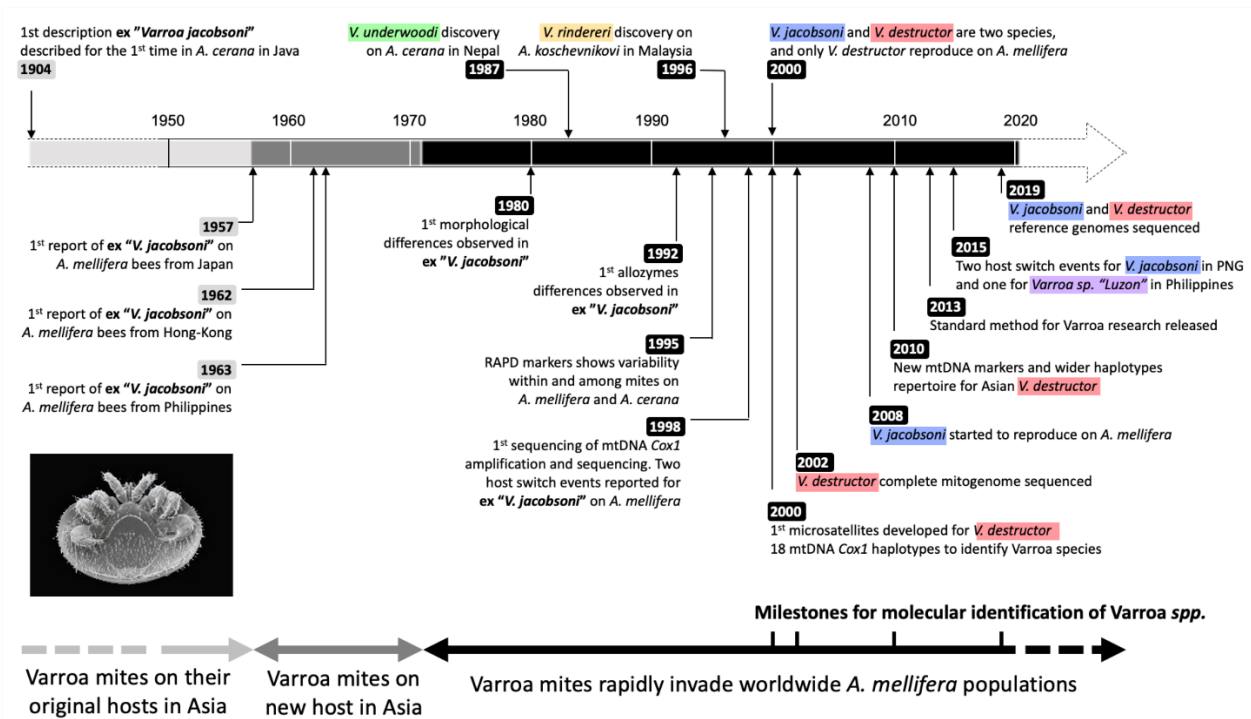 1st description ex "Varroa jacobsoni"
described for the 1st time in A. cerana in Java
1904
V. underwoodi discovery
on A. cerana in Nepal
1987
V. rindereri discovery on
A. koschevnikovi in Malaysia
1996
V. jacobsoni and V. destructor are two species,
and only V. destructor reproduce on A. mellifera
2000
1950
1960
1970
1980
1990
2010
2020
1957
1st report of ex "V. jacobsoni" on
A. mellifera bees from Japan
1962
1st report of ex "V. jacobsoni" on
A. mellifera bees from Hong-Kong
1963
1st report of ex "V. jacobsoni" on
A. mellifera bees from Philippines
1980
1st morphological
differences observed in
ex "V. jacobsoni"
1992
1st allozymes
differences observed in
ex "V. jacobsoni"
1995
RAPD markers shows variability
within and among mites on
A. mellifera and A. cerana
1998
1st sequencing of mtDNA Cox1
amplification and sequencing. Two
host switch events reported for
ex "V. jacobsoni" on A. mellifera
2019
V. jacobsoni and V. destructor
reference genomes sequenced
2015
Two host switch events for V. jacobsoni in PNG
and one for Varroa sp. "Luzon" in Philippines
2013
Standard method for Varroa research released
2010
New mtDNA markers and wider haplotypes
repertoire for Asian V. destructor
2008
V. jacobsoni started to reproduce on A. mellifera
2002
V. destructor complete mitogenome sequenced
2000
1st microsatellites developed for V. destructor
18 mtDNA Cox1 haplotypes to identify Varroa species
Milestones for molecular identification of Varroa spp.
Varroa mites on their
original hosts in Asia
Varroa mites on
new host in Asia
Varroa mites rapidly invade worldwide A. mellifera populations